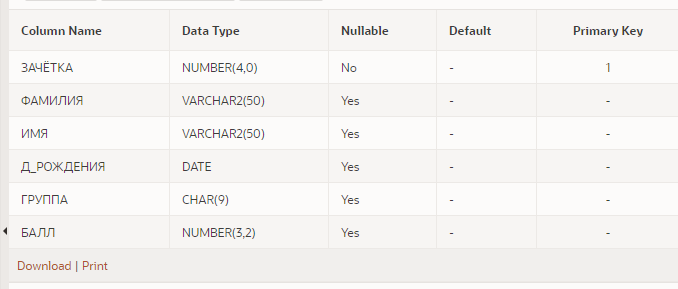 Column Name Data Type Nullable Default Primary Key
ЗАЧЁТКА NUMBER(4,0) No - 1
ФАМИЛИЯ VARCHAR2(50) Yes - -
ИМЯ VARCHAR2(50) Yes - -
Д_РОЖДЕНИЯ DATE Yes - -
ГРУППА CHAR(9) Yes - -
БАЛЛ NUMBER(3,2) Yes - -
Download | Print